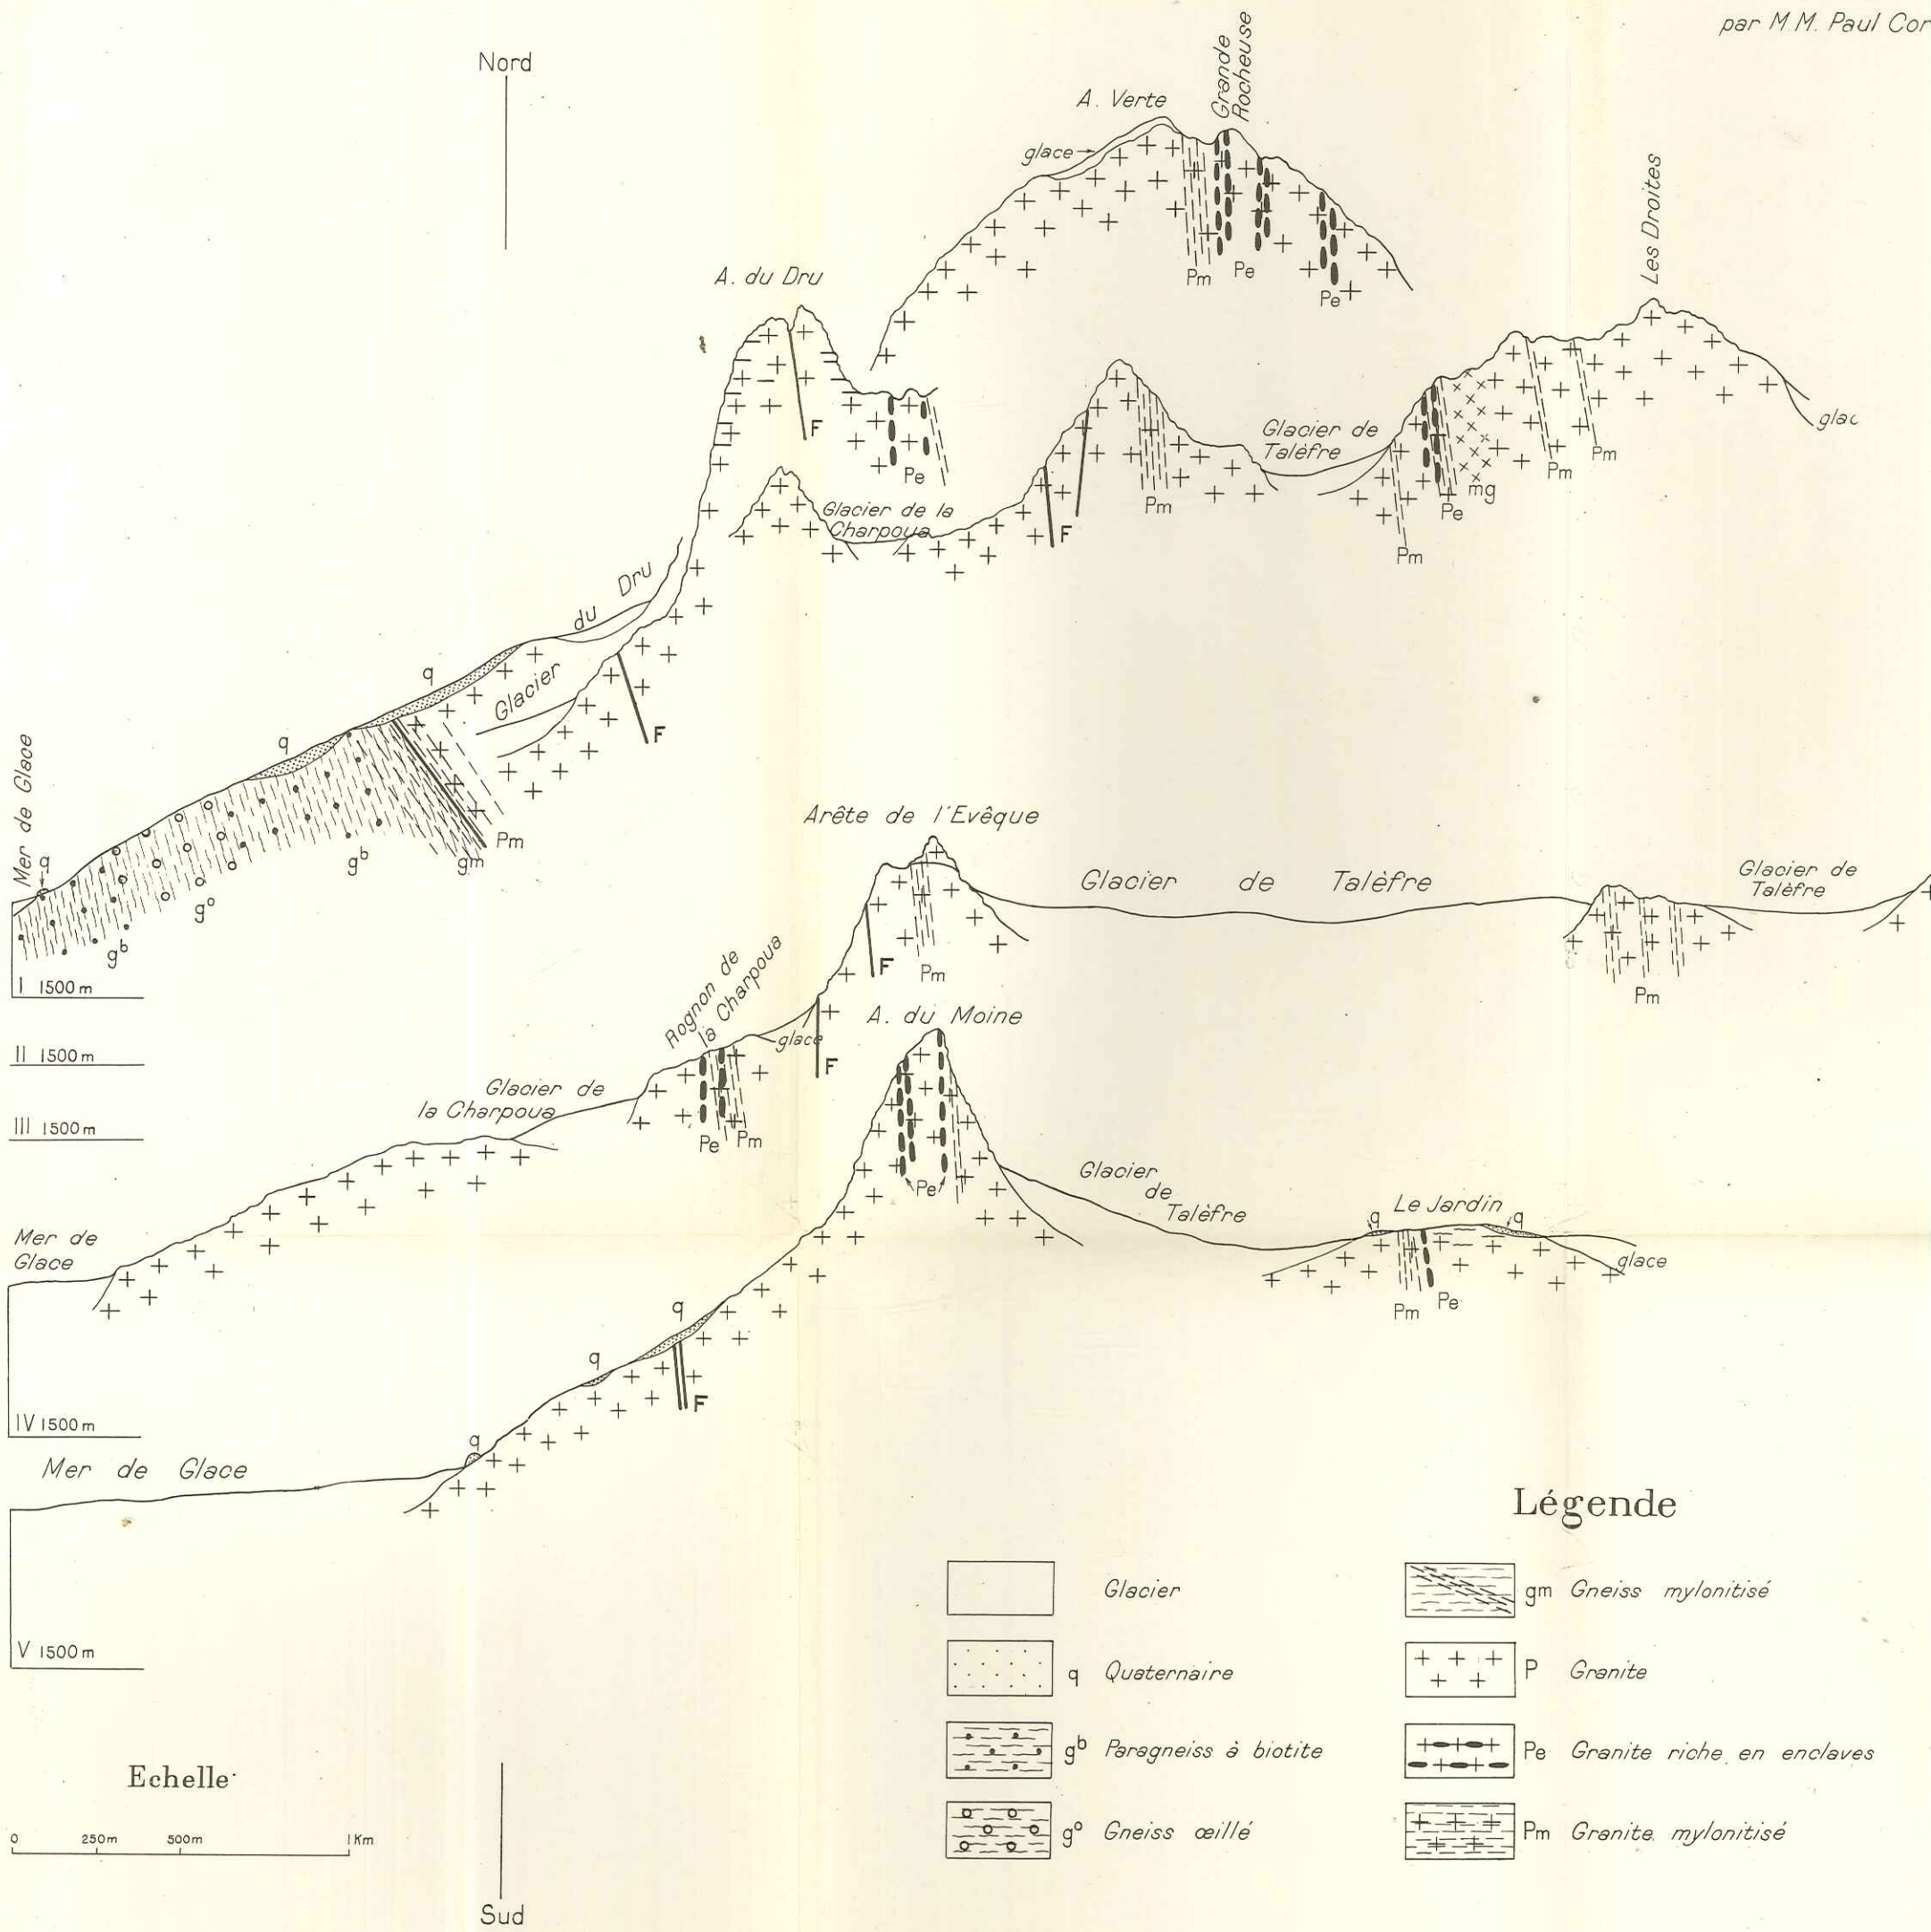 par M.M. Paul Cor
Nord
Grande
Rocheuse
A. Verte
glace
Les Droites
A. du Dru
Pm
Pe
Pe
F
Pe
glac
Glacier de
Talèfre
Pm
Pm
mg
Pe
Pm
Pm
F
Glacier de la
Charpoua
Glacier du Dru
q
F
q
Mer de Glace
q
Pm
gm
gᵇ
gᵒ
gᵇ
I 1500 m
II 1500 m
III 1500 m
Arête de l'Evêque
Glacier de Talèfre
Glacier de
Talèfre
F
Pm
Pm
Rognon de
la Charpoua
glace
F
Pe
Pm
Glacier de
la Charpoua
Mer de
Glace
IV 1500 m
A. du Moine
Pe
Glacier
de
Talèfre
Le Jardin
q
q
glace
Pm
Pe
q
q
F
q
Mer de Glace
V 1500 m
Légende
Glacier
q Quaternaire
gᵇ Paragneiss à biotite
gᵒ Gneiss œillé
gm Gneiss mylonitisé
P Granite
Pe Granite riche en enclaves
Pm Granite mylonitisé
Echelle
0 250m 500m 1Km
Sud